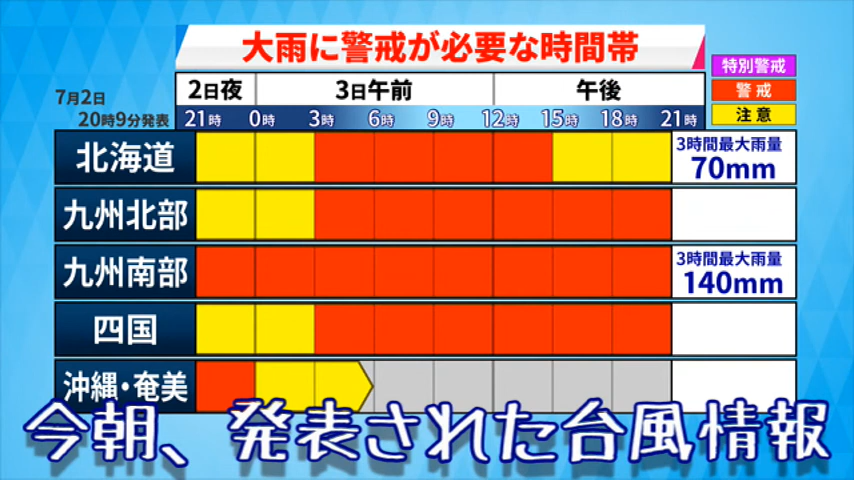 大雨に警戒が必要な時間帯
特別警戒
警戒
注意
7月2日
20時9分発表
2日夜 3日午前 午後
21時 0時 3時 6時 9時 12時 15時 18時 21時
北海道
3時間最大雨量
70mm
九州北部
九州南部
3時間最大雨量
140mm
四国
沖縄・奄美
今朝、発表された台風情報